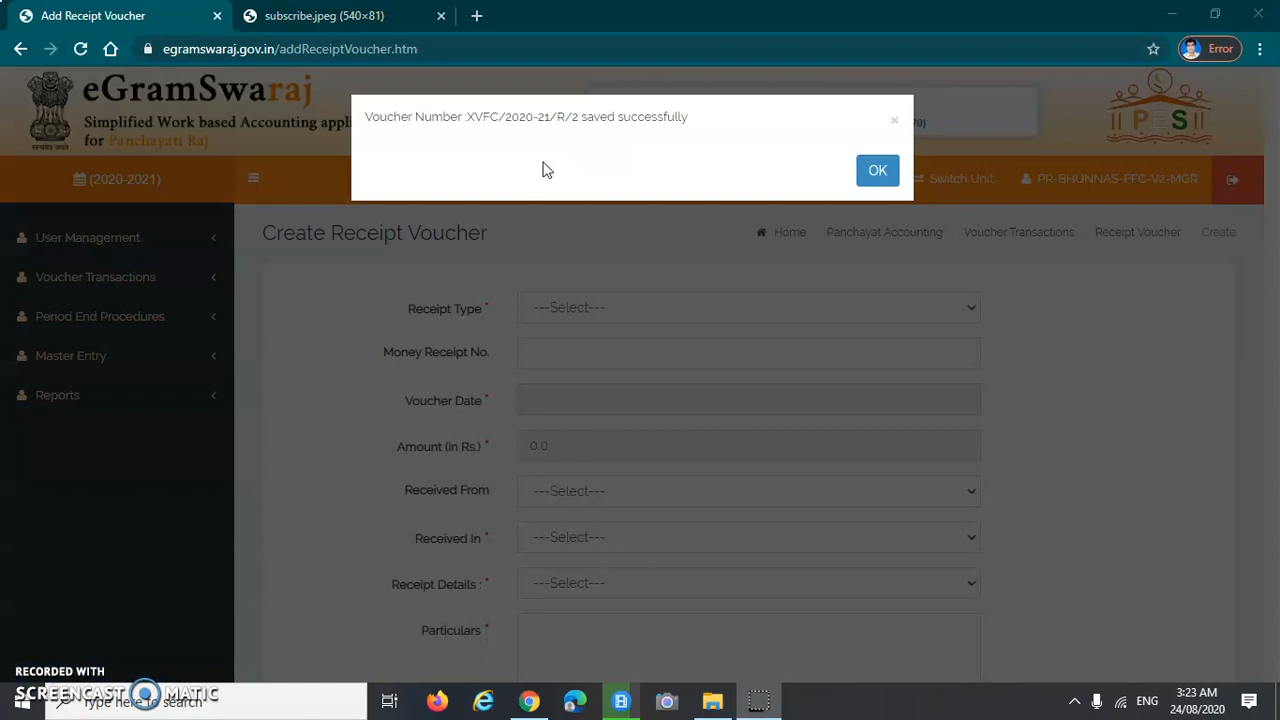 Add Receipt Voucher
subscribe.jpeg (540×81)
egramswaraj.gov.in/addReceiptVoucher.htm
Error
eGramSwaraj
Simplified Work based Accounting appli
for Panchayati Raj
70)
PES
Voucher Number :XVFC/2020-21/R/2 saved successfully
×
OK
(2020-2021)
Switch Unit
PR-BHUNNAS-PFC-V2-MGR
User Management
Voucher Transactions
Period End Procedures
Master Entry
Reports
Create Receipt Voucher
Home Panchayat Accounting Voucher Transactions Receipt Voucher Create
Receipt Type * ---Select---
Money Receipt No.
Voucher Date *
Amount (in Rs.) * 0.0
Received From ---Select---
Received In * ---Select---
Receipt Details : * ---Select---
Particulars *
RECORDED WITH
SCREENCAST MATIC
Type here to search
ENG
3:23 AM
24/08/2020